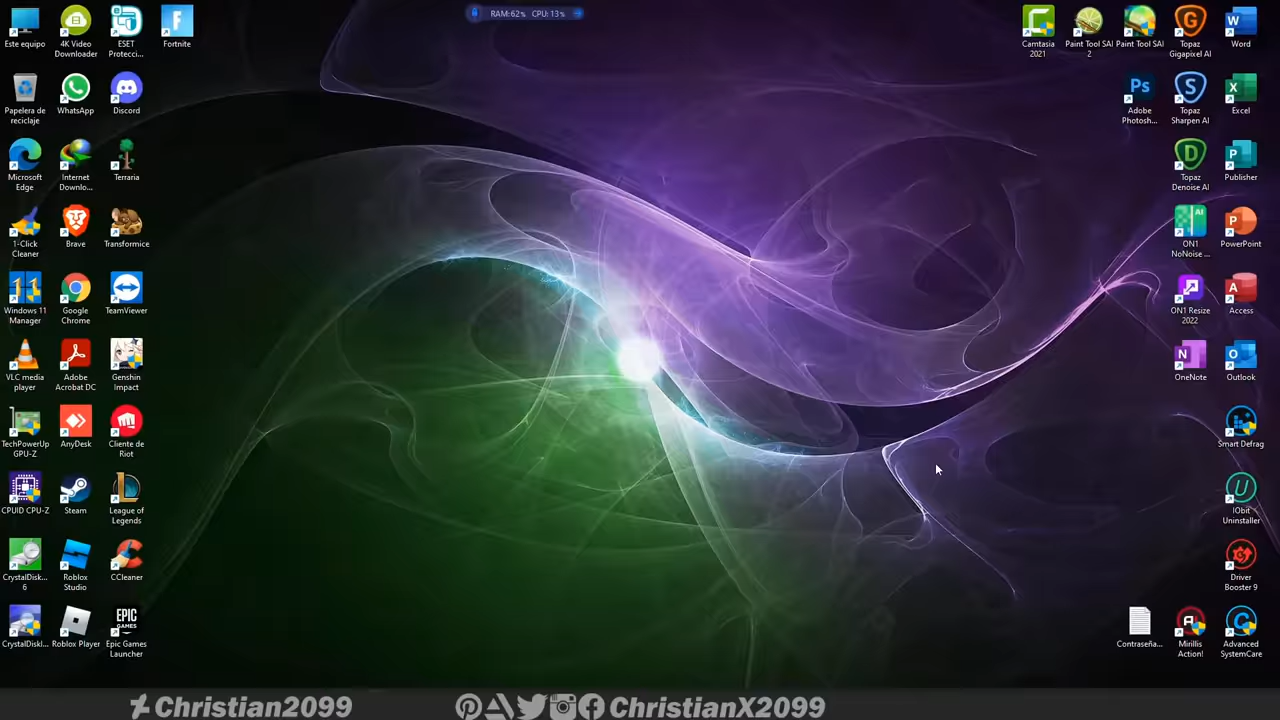 RAM:62% CPU: 13%
Este equipo
4K Video
Downloader
ESET
Protecci...
Fortnite
Camtasia
2021
Paint Tool SAI
2
Paint Tool SAI
Topaz
Gigapixel AI
Word
Papelera de
reciclaje
WhatsApp
Discord
Ps
Adobe
Photosh...
Topaz
Sharpen AI
Excel
Microsoft
Edge
Internet
Downlo...
Terraria
Topaz
Denoise AI
Publisher
1-Click
Cleaner
Brave
Transformice
ON1
NoNoise ...
PowerPoint
Windows 11
Manager
Google
Chrome
TeamViewer
ON1 Resize
2022
Access
VLC media
player
Adobe
Acrobat DC
Genshin
Impact
OneNote
Outlook
TechPowerUp
GPU-Z
AnyDesk
Cliente de
Riot
Smart Defrag
CPUID CPU-Z
Steam
League of
Legends
IObit
Uninstaller
CrystalDisk...
6
Roblox
Studio
CCleaner
Driver
Booster 9
CrystalDiskI...
Roblox Player
EPIC
GAMES
Epic Games
Launcher
Contraseña...
Mirillis
Action!
Advanced
SystemCare
Christian2099
ChristianX2099